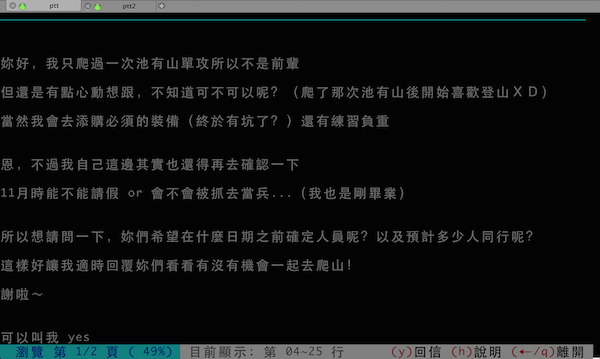 ptt
ptt2
妳好，我只爬過一次池有山單攻所以不是前輩
但還是有點心動想跟，不知道可不可以呢？（爬了那次池有山後開始喜歡登山ＸＤ）
當然我會去添購必須的裝備（終於有坑了？）還有練習負重
恩，不過我自己這邊其實也還得再去確認一下
11月時能不能請假 or 會不會被抓去當兵...（我也是剛畢業）
所以想請問一下，妳們希望在什麼日期之前確定人員呢？以及預計多少人同行呢？
這樣好讓我適時回覆妳們看看有沒有機會一起去爬山!
謝啦～
可以叫我 yes
瀏覽 第 1/2 頁 ( 49%) 目前顯示: 第 04~25 行 (y)回信 (h)說明 (←/q)離開